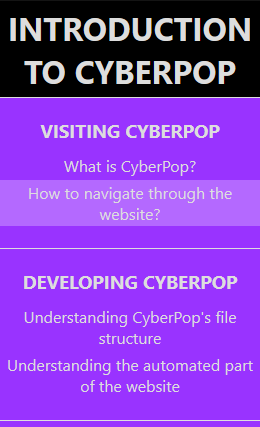 INTRODUCTION
TO CYBERPOP
VISITING CYBERPOP
What is CyberPop?
How to navigate through the
website?
DEVELOPING CYBERPOP
Understanding CyberPop's file
structure
Understanding the automated part
of the website